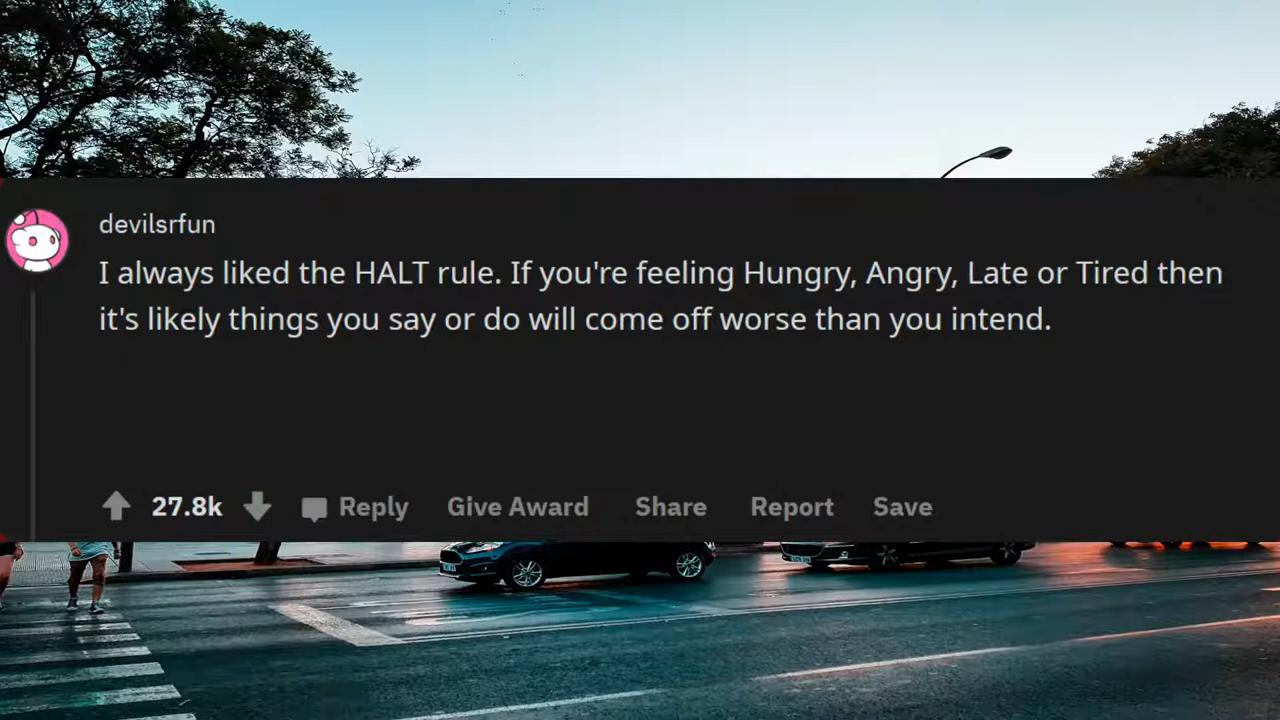 devilsrfun
I always liked the HALT rule. If you're feeling Hungry, Angry, Late or Tired then
it's likely things you say or do will come off worse than you intend.
27.8k Reply Give Award Share Report Save